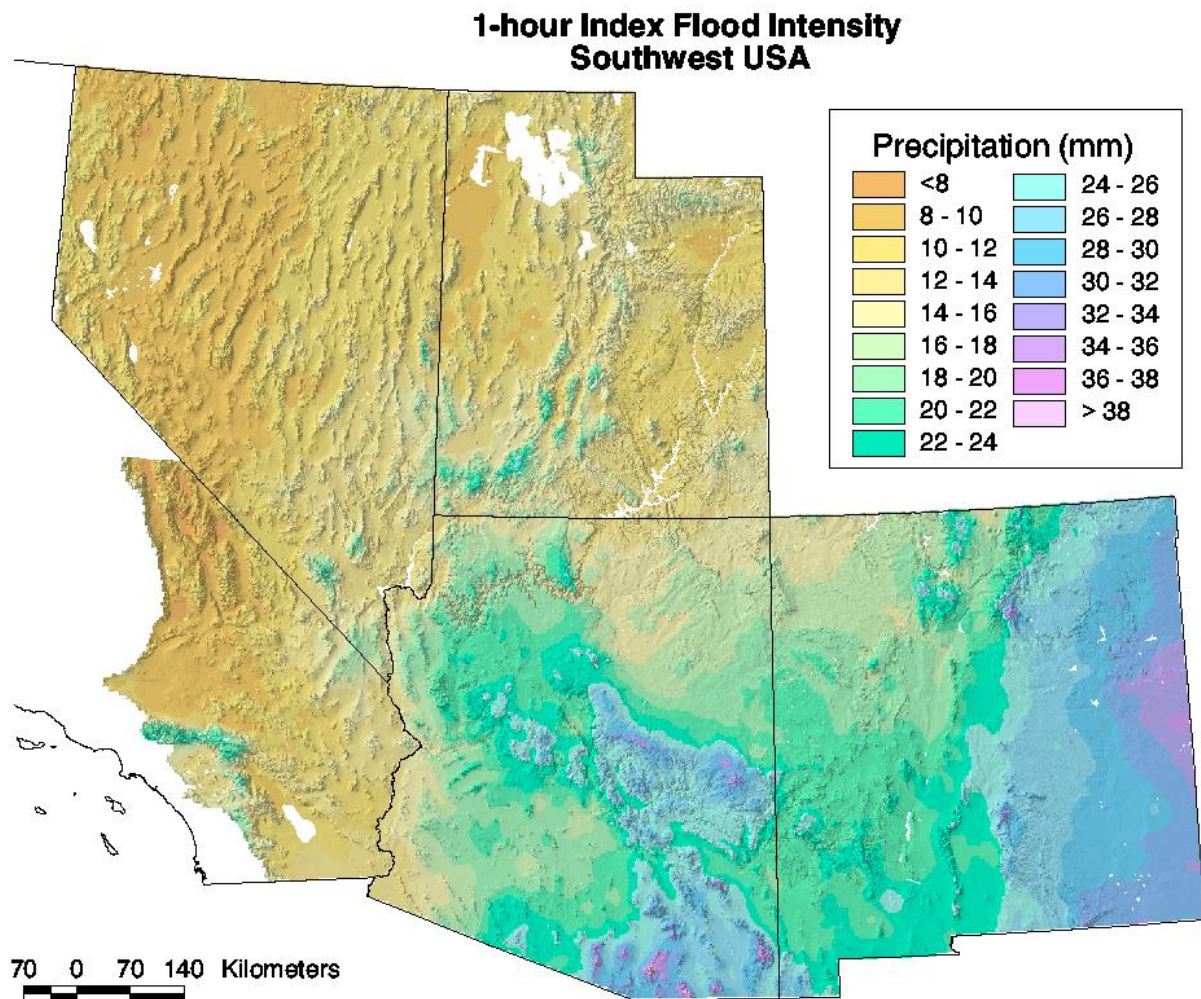 1-hour Index Flood Intensity
Southwest USA
Precipitation (mm)
<8
8 - 10
10 - 12
12 - 14
14 - 16
16 - 18
18 - 20
20 - 22
22 - 24
24 - 26
26 - 28
28 - 30
30 - 32
32 - 34
34 - 36
36 - 38
> 38
70 0 70 140 Kilometers